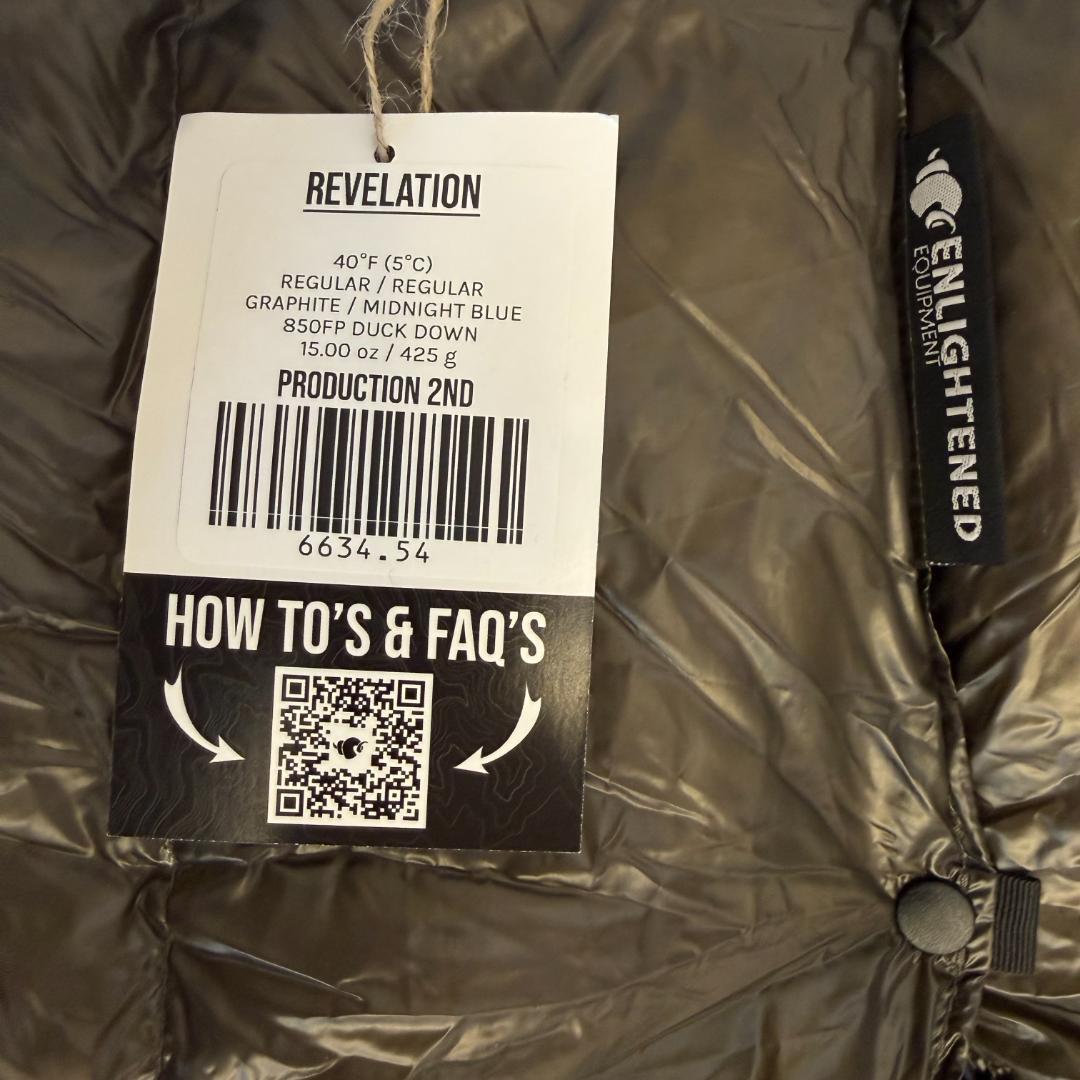 REVELATION
40°F (5°C)
REGULAR / REGULAR
GRAPHITE / MIDNIGHT BLUE
850FP DUCK DOWN
15.00 oz / 425 g
PRODUCTION 2ND
6634.54
HOW TO'S & FAQ'S
ENLIGHTENED
EQUIPMENT